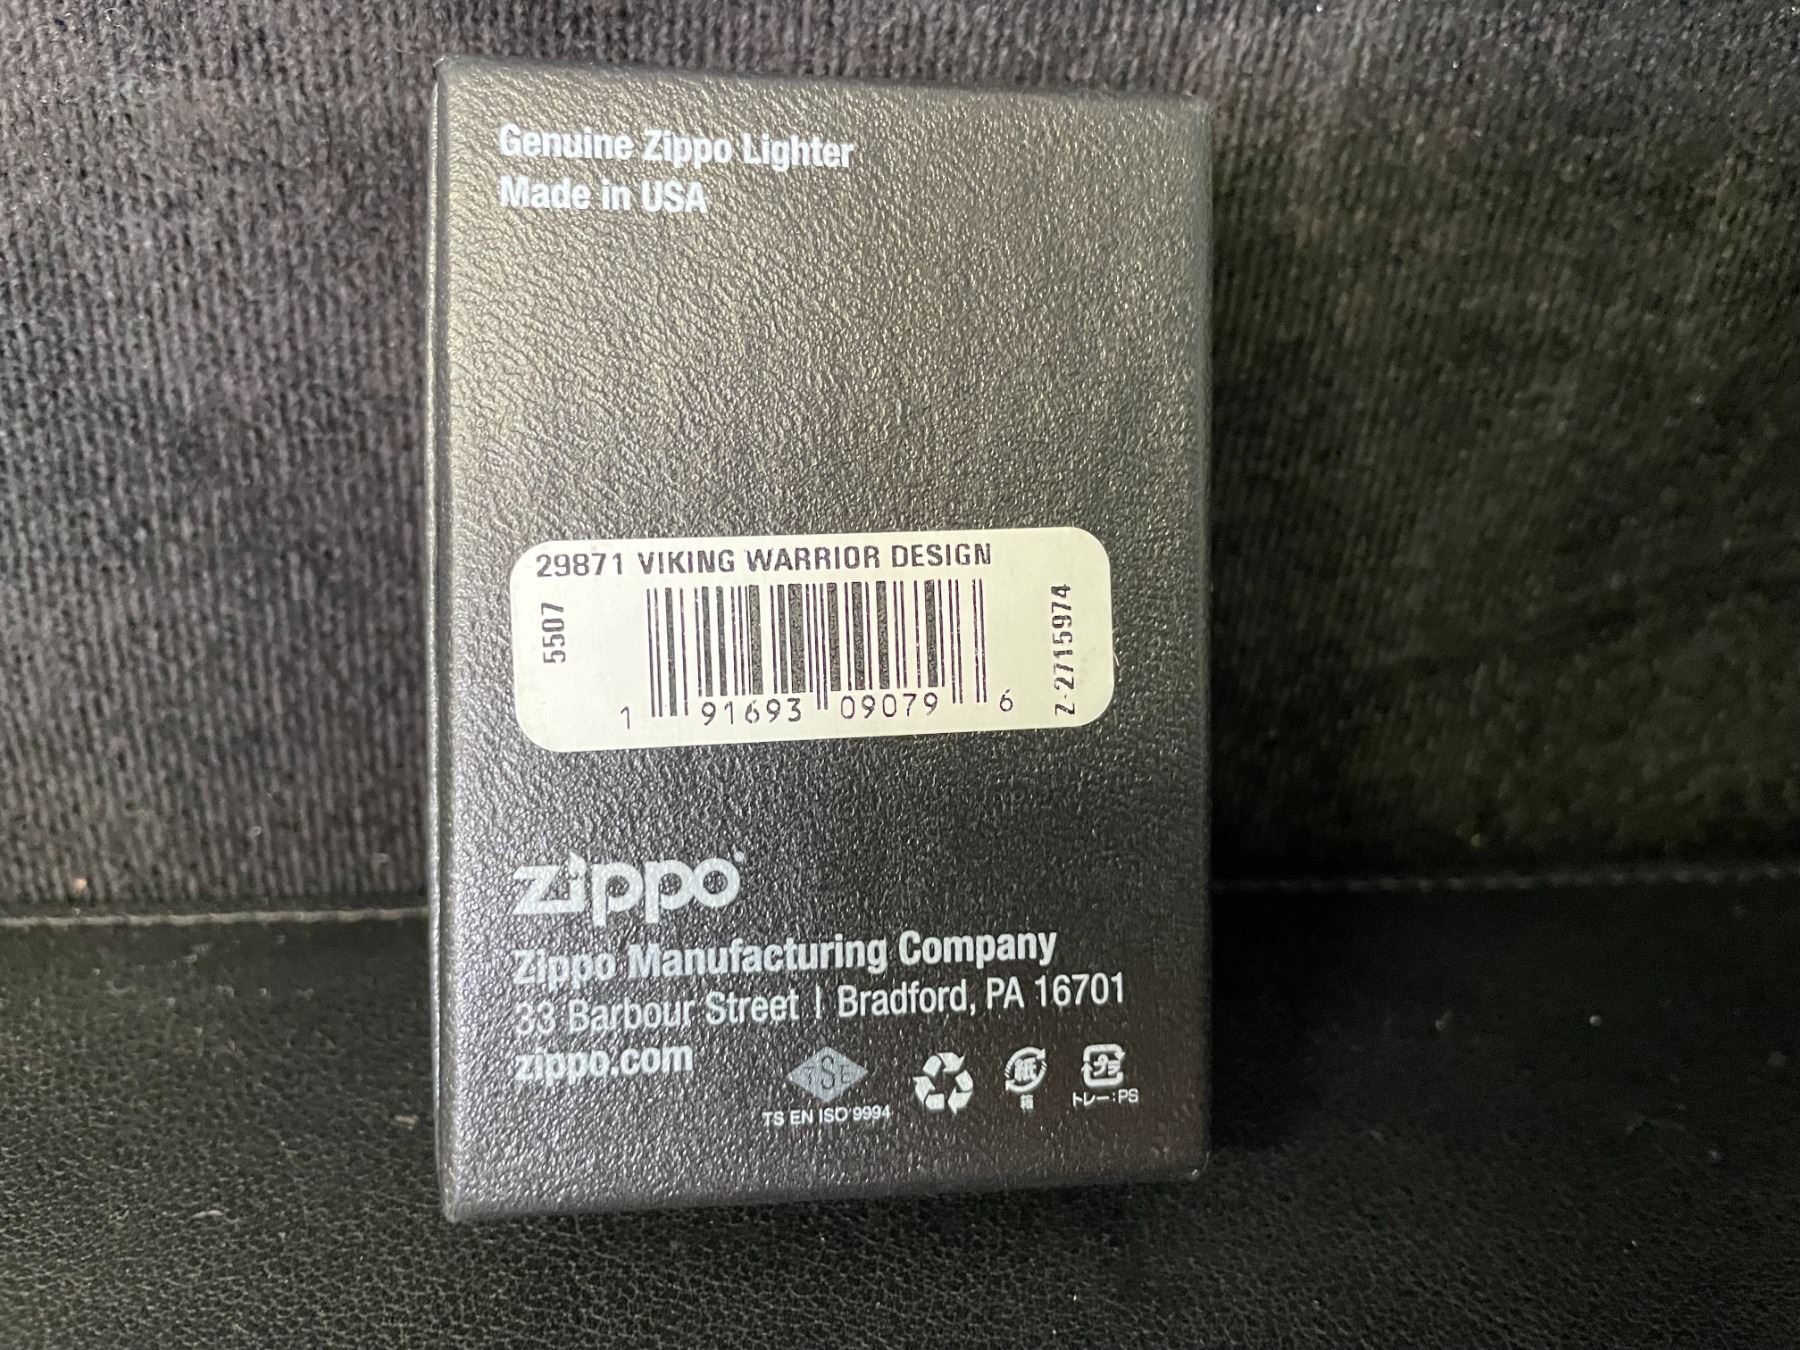 Genuine Zippo Lighter
Made in USA
29871 VIKING WARRIOR DESIGN
5507
Z-2715974
1 91693 09079 6
zippo
Zippo Manufacturing Company
33 Barbour Street | Bradford, PA 16701
zippo.com
TSE
TS EN ISO 9994
紙
箱
プラ
トレー:PS